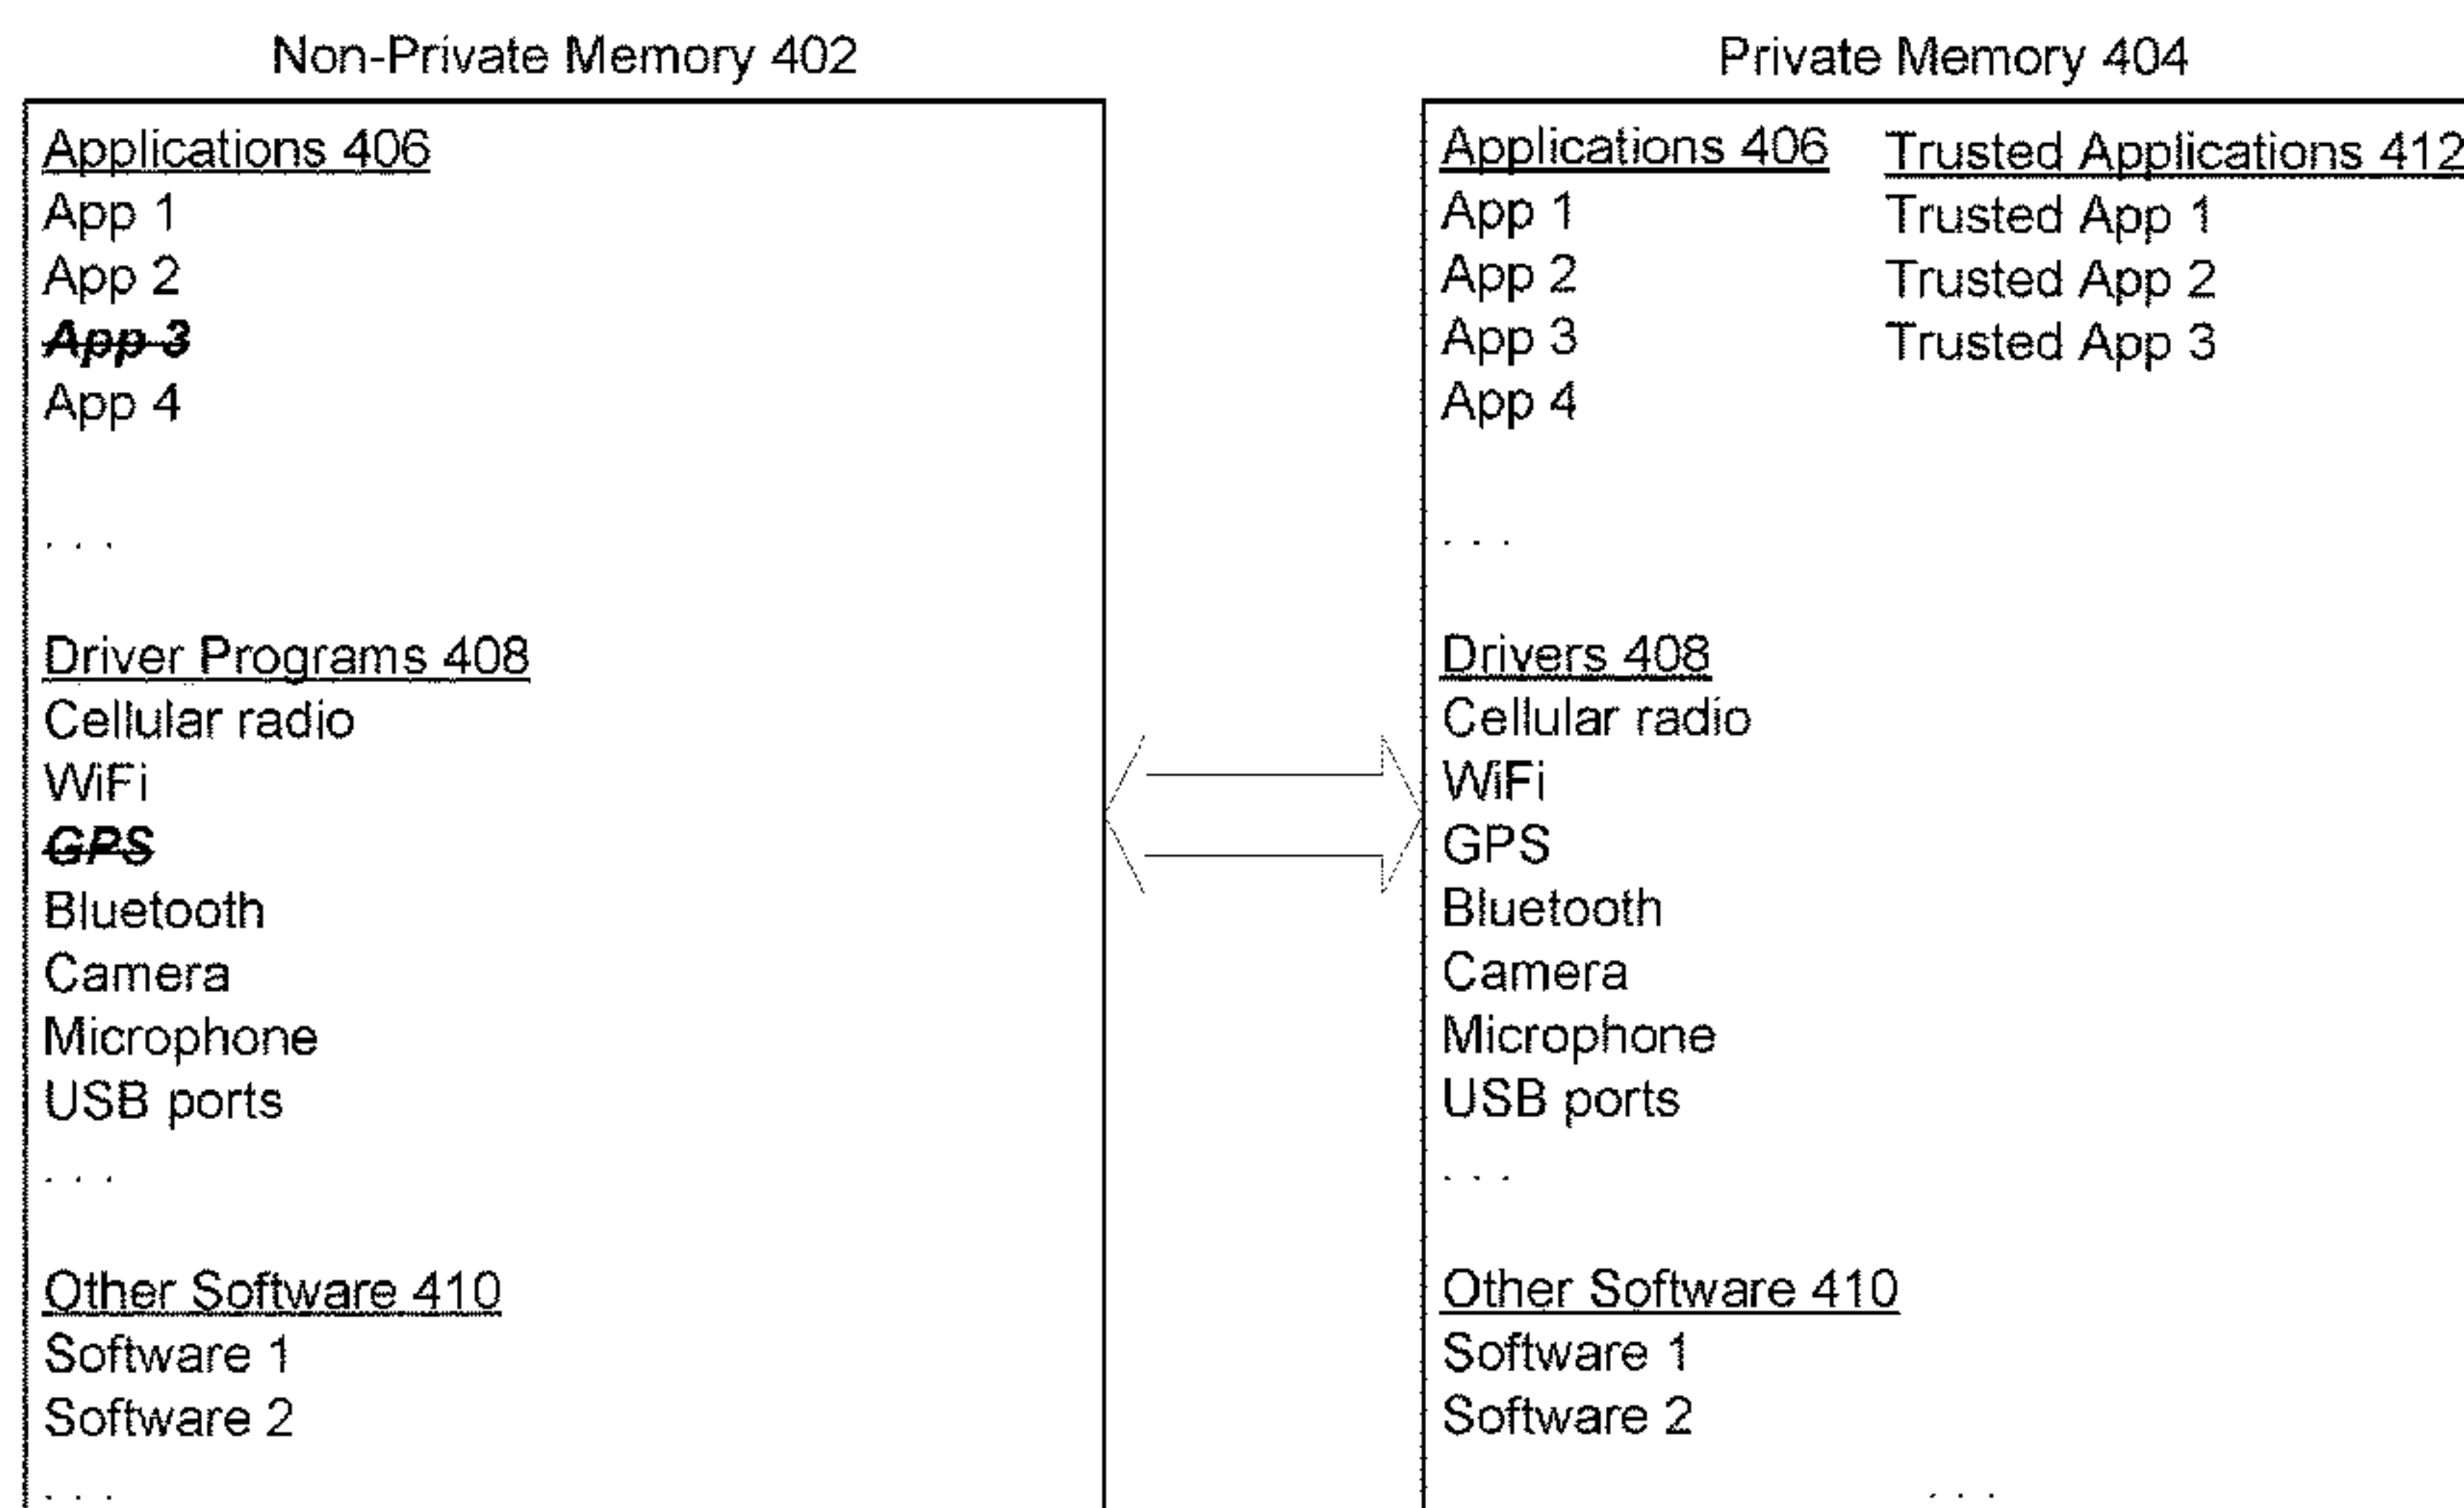 Non-Private Memory 402
Applications 406
App 1
App 2
App 3
App 4
. . .
Driver Programs 408
Cellular radio
WiFi
GPS
Bluetooth
Camera
Microphone
USB ports
. . .
Other Software 410
Software 1
Software 2
. . .
Private Memory 404
Applications 406
App 1
App 2
App 3
App 4
. . .
Trusted Applications 412
Trusted App 1
Trusted App 2
Trusted App 3
Drivers 408
Cellular radio
WiFi
GPS
Bluetooth
Camera
Microphone
USB ports
. . .
Other Software 410
Software 1
Software 2
. . .